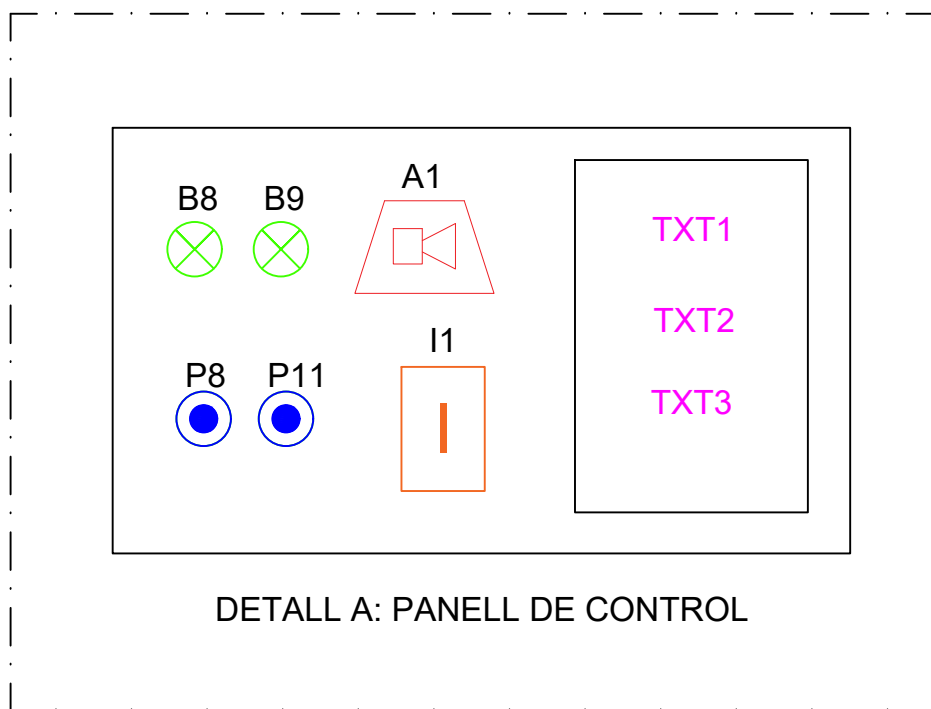 A1
B8 B9
TXT1
TXT2
I1
P8 P11
TXT3
DETALL A: PANELL DE CONTROL